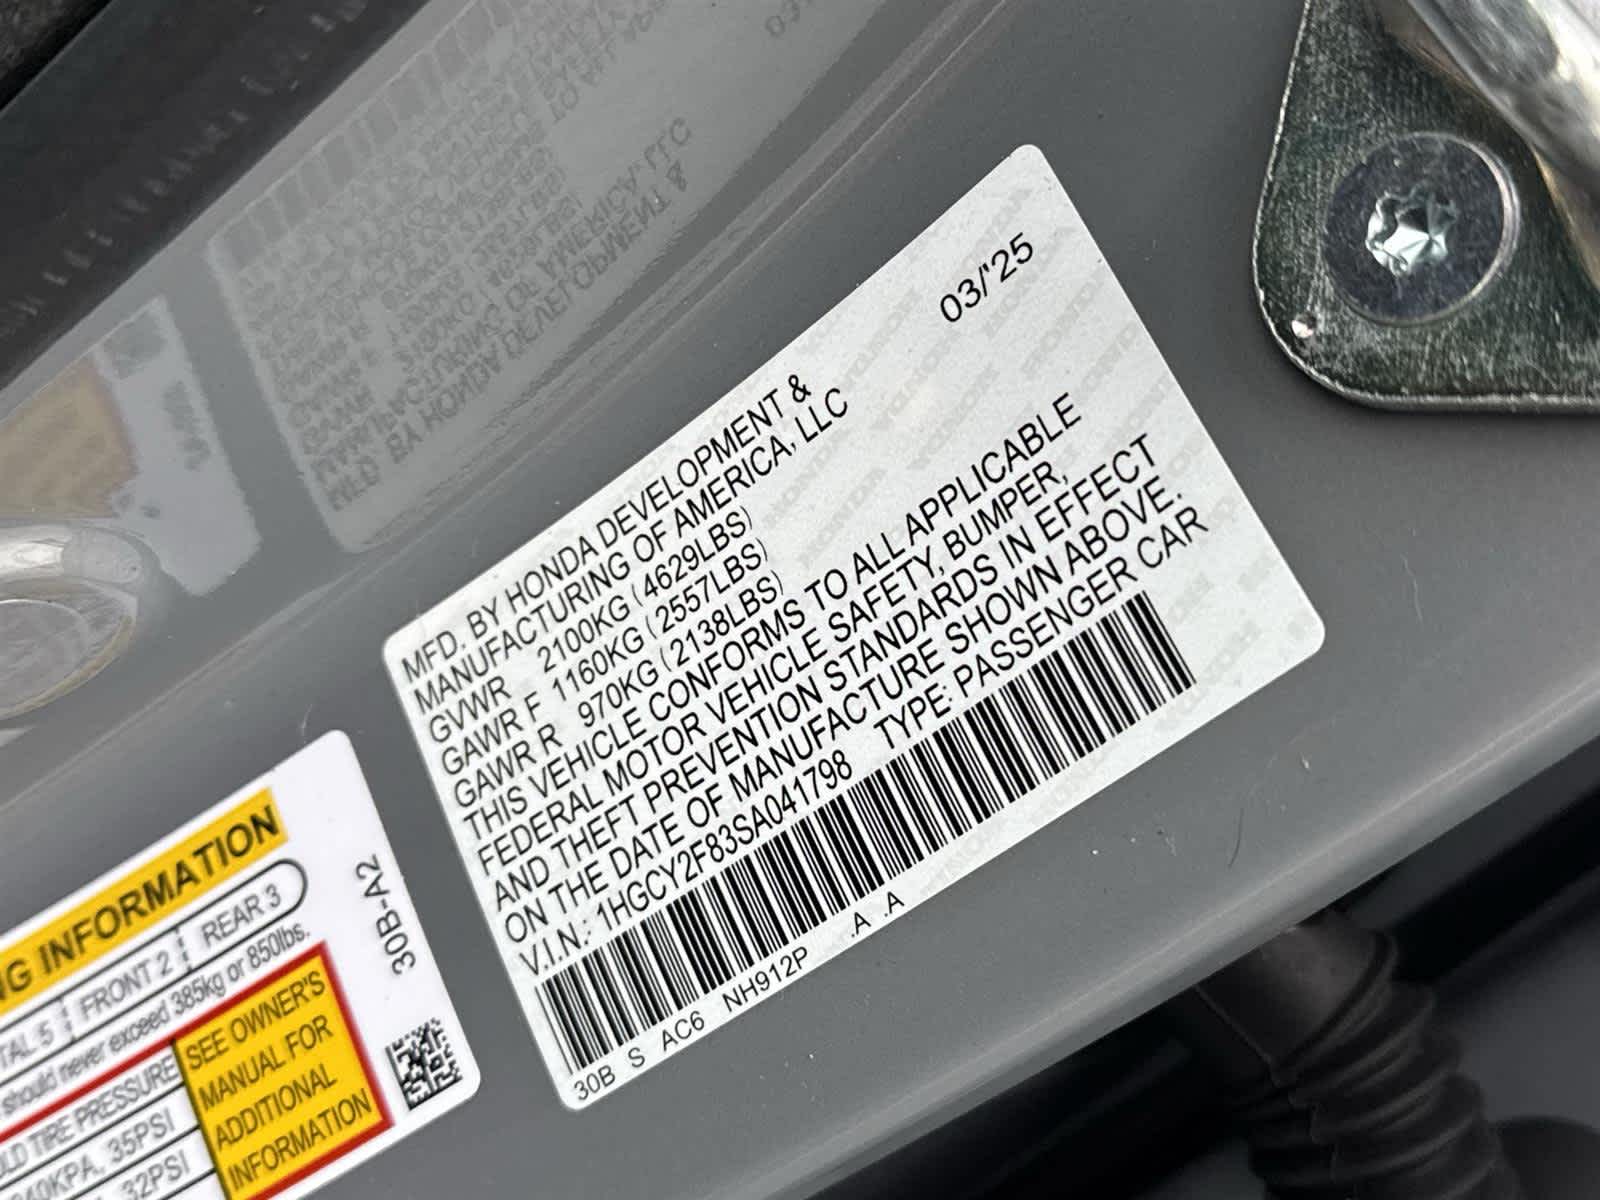 03/'25
MFD. BY HONDA DEVELOPMENT &
MANUFACTURING OF AMERICA, LLC
GVWR 2100KG (4629LBS)
GAWR F 1160KG (2557LBS)
GAWR R 970KG (2138LBS)
THIS VEHICLE CONFORMS TO ALL APPLICABLE
FEDERAL MOTOR VEHICLE SAFETY, BUMPER,
AND THEFT PREVENTION STANDARDS IN EFFECT
ON THE DATE OF MANUFACTURE SHOWN ABOVE.
V.I.N.: 1HGCY2F83SA041798 TYPE: PASSENGER CAR
30B S AC6 NH912P .A .A
INFORMATION
FRONT 2 REAR 3
should never exceed 385kg or 850lbs.
TIRE PRESSURE
35PSI
32PSI
SEE OWNER'S
MANUAL FOR
ADDITIONAL
INFORMATION
30B-A2